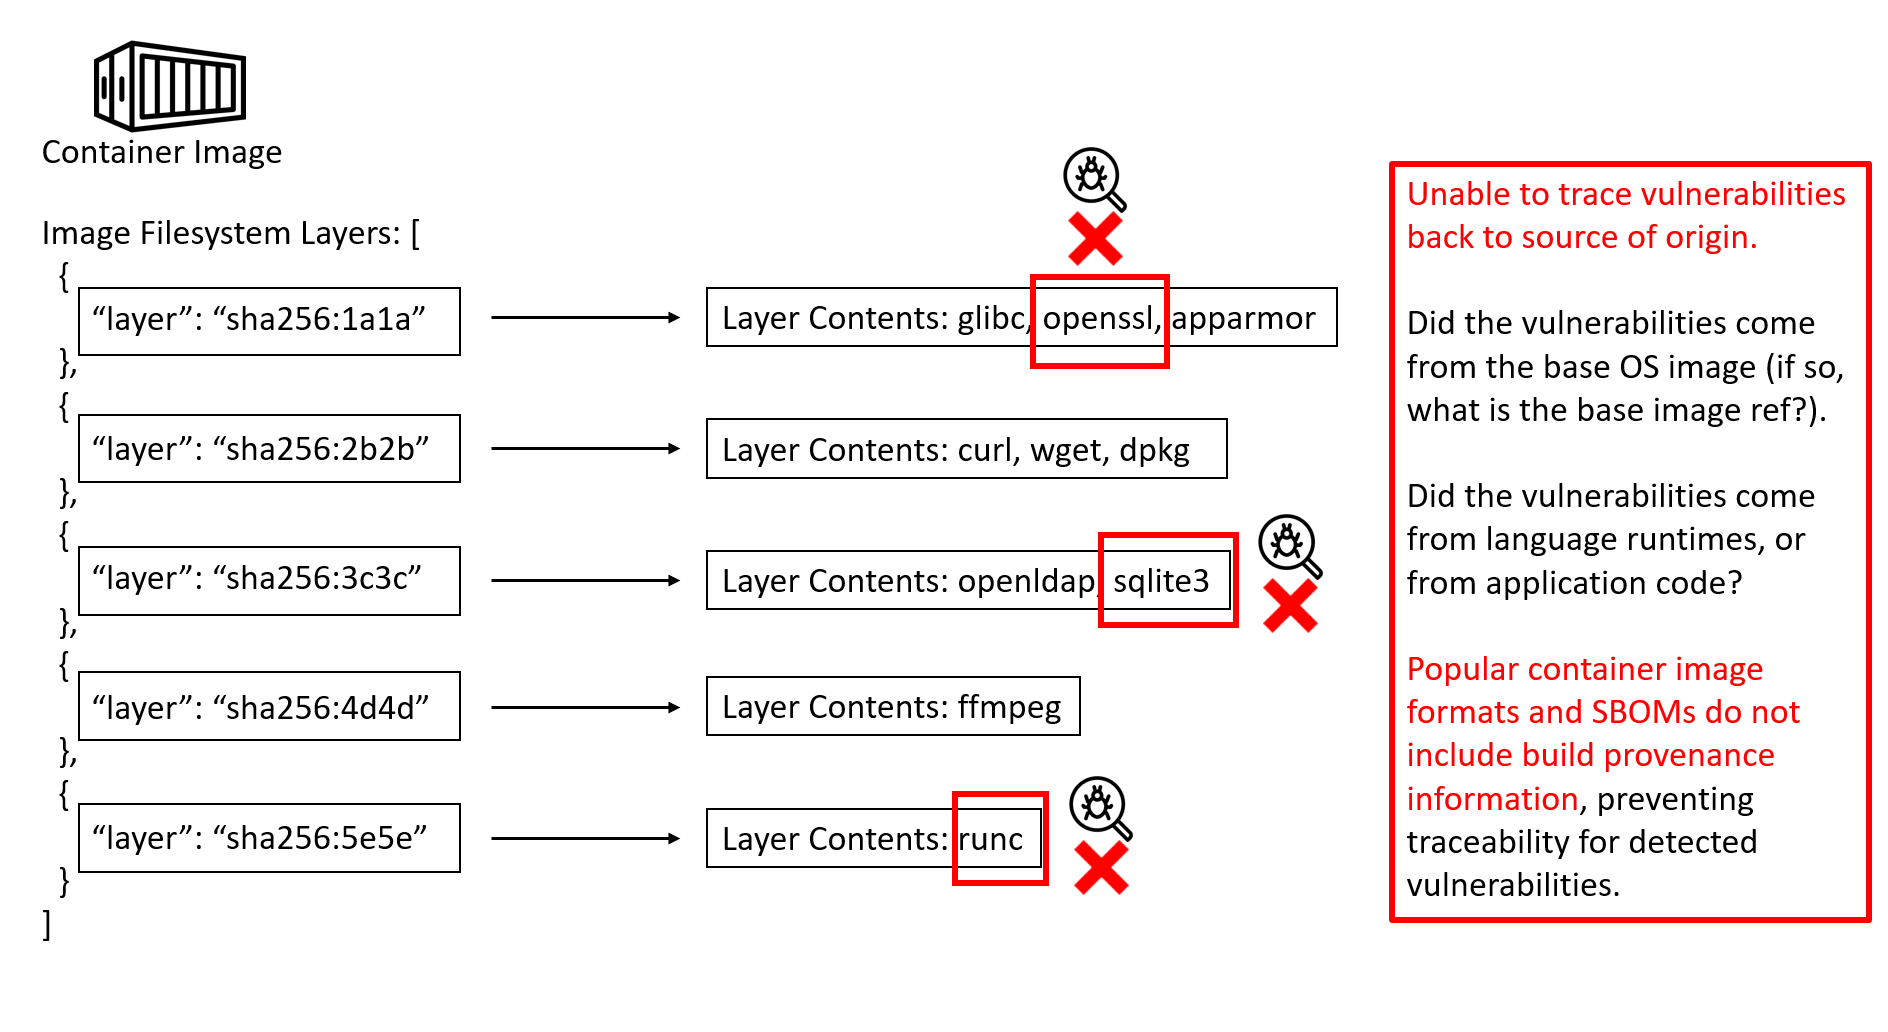 Container Image
Image Filesystem Layers: [
{
“layer”: “sha256:1a1a”
Layer Contents: glibc, openssl, apparmor
},
{
“layer”: “sha256:2b2b”
Layer Contents: curl, wget, dpkg
},
{
“layer”: “sha256:3c3c”
Layer Contents: openldap, sqlite3
},
{
“layer”: “sha256:4d4d”
Layer Contents: ffmpeg
},
{
“layer”: “sha256:5e5e”
Layer Contents: runc
}
]
Unable to trace vulnerabilities
back to source of origin.
Did the vulnerabilities come
from the base OS image (if so,
what is the base image ref?).
Did the vulnerabilities come
from language runtimes, or
from application code?
Popular container image
formats and SBOMs do not
include build provenance
information, preventing
traceability for detected
vulnerabilities.